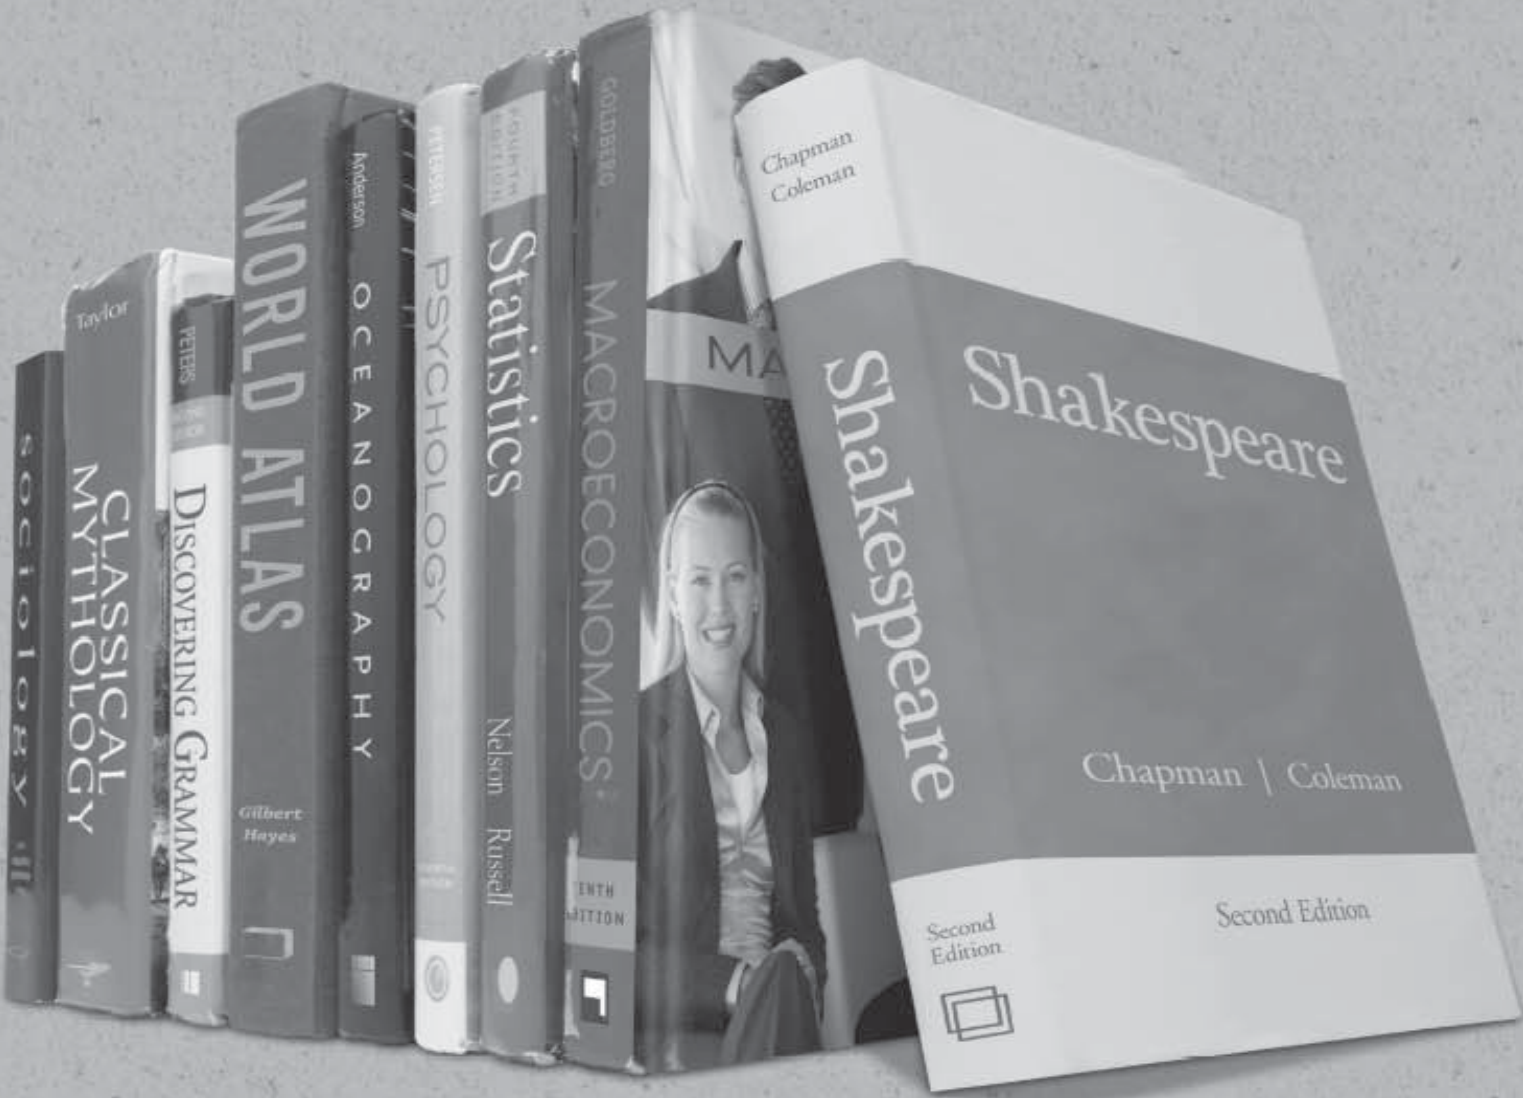 sociology
Taylor
CLASSICAL
MYTHOLOGY
PETERS
DISCOVERING GRAMMAR
WORLD ATLAS
Gilbert
Hayes
Anderson
OCEANOGRAPHY
PETERSEN
PSYCHOLOGY
FOURTH
EDITION
Statistics
Nelson Russell
GOLDBERG
MACROECONOMICS
TENTH
EDITION
MA
Chapman
Coleman
Shakespeare
Second
Edition
Shakespeare
Chapman | Coleman
Second Edition